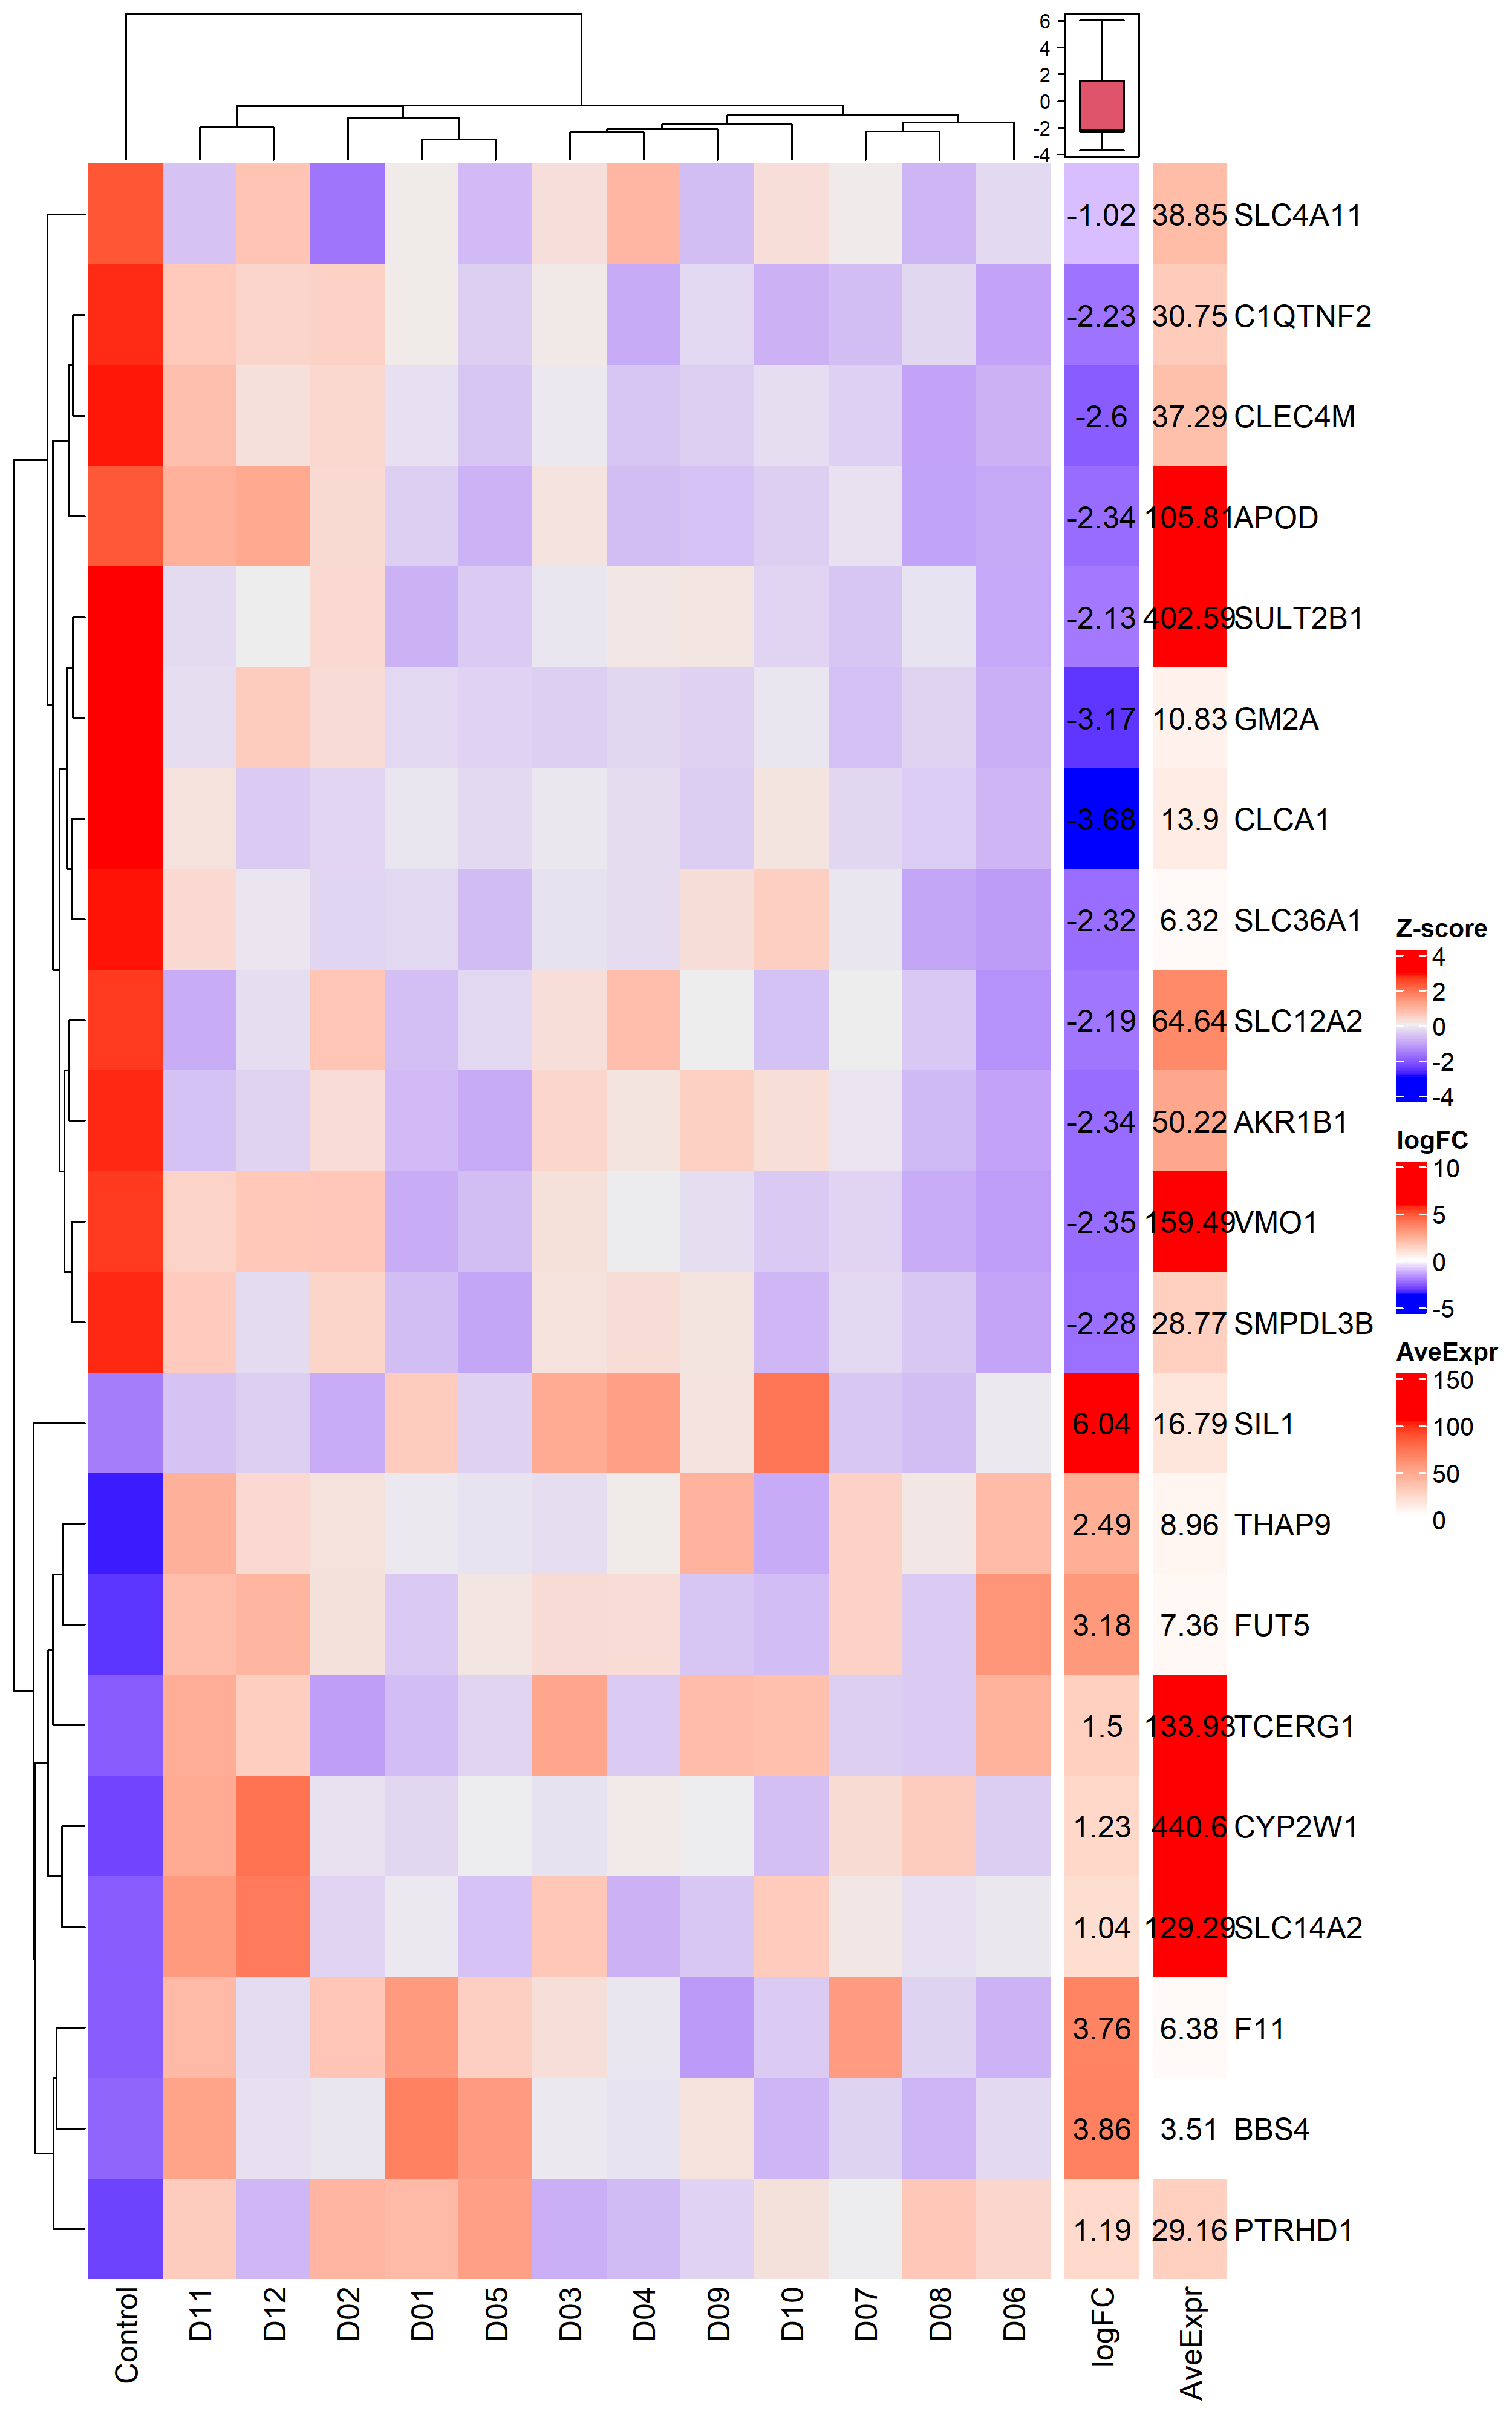 6
4
2
0
-2
-4
-1.02 38.85 SLC4A11
-2.23 30.75 C1QTNF2
-2.6 37.29 CLEC4M
-2.34 105.81 APOD
-2.13 402.59 SULT2B1
-3.17 10.83 GM2A
-3.68 13.9 CLCA1
-2.32 6.32 SLC36A1
-2.19 64.64 SLC12A2
-2.34 50.22 AKR1B1
-2.35 159.49 VMO1
-2.28 28.77 SMPDL3B
6.04 16.79 SIL1
2.49 8.96 THAP9
3.18 7.36 FUT5
1.5 133.93 TCERG1
1.23 440.6 CYP2W1
1.04 129.29 SLC14A2
3.76 6.38 F11
3.86 3.51 BBS4
1.19 29.16 PTRHD1
Control D11 D12 D02 D01 D05 D03 D04 D09 D10 D07 D08 D06 logFC AveExpr
Z-score
4
2
0
-2
-4
logFC
10
5
0
-5
AveExpr
150
100
50
0